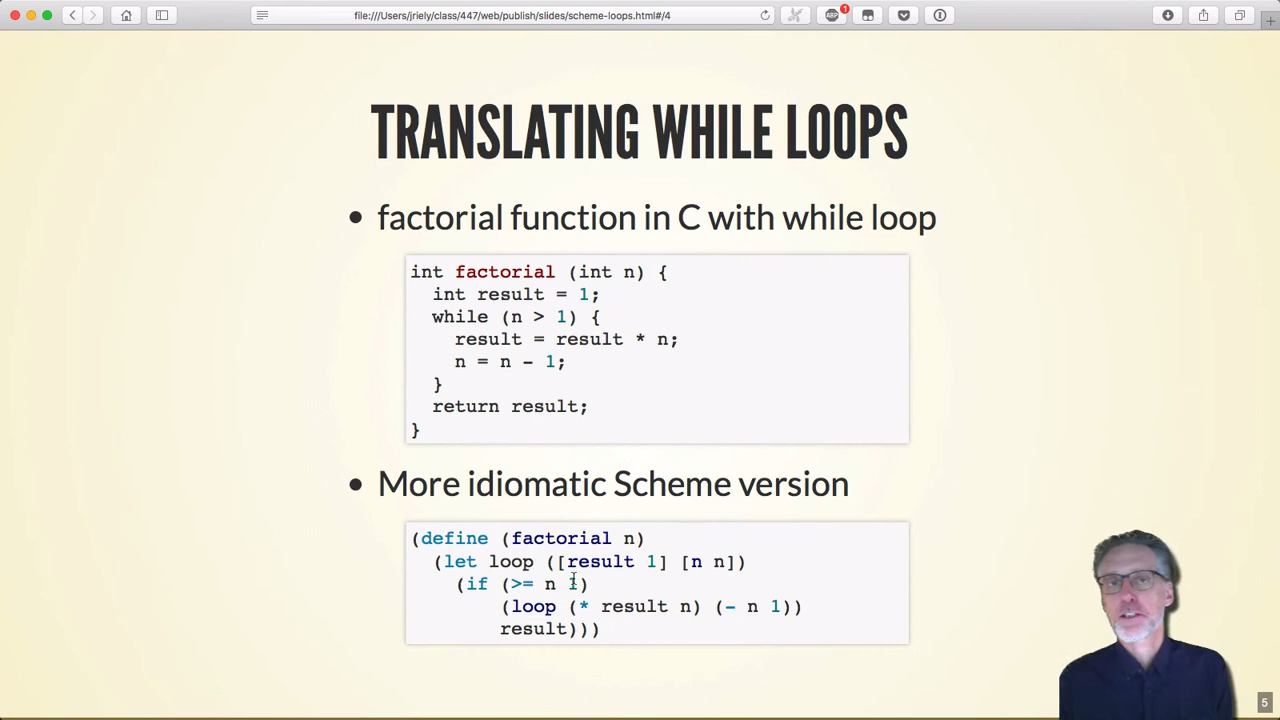 file:///Users/jriely/class/447/web/publish/slides/scheme-loops.html#/4
ABP
1
TRANSLATING WHILE LOOPS
• factorial function in C with while loop
int factorial (int n) {
  int result = 1;
  while (n > 1) {
    result = result * n;
    n = n - 1;
  }
  return result;
}
• More idiomatic Scheme version
(define (factorial n)
  (let loop ([result 1] [n n])
    (if (>= n 1)
        (loop (* result n) (- n 1))
        result)))
5